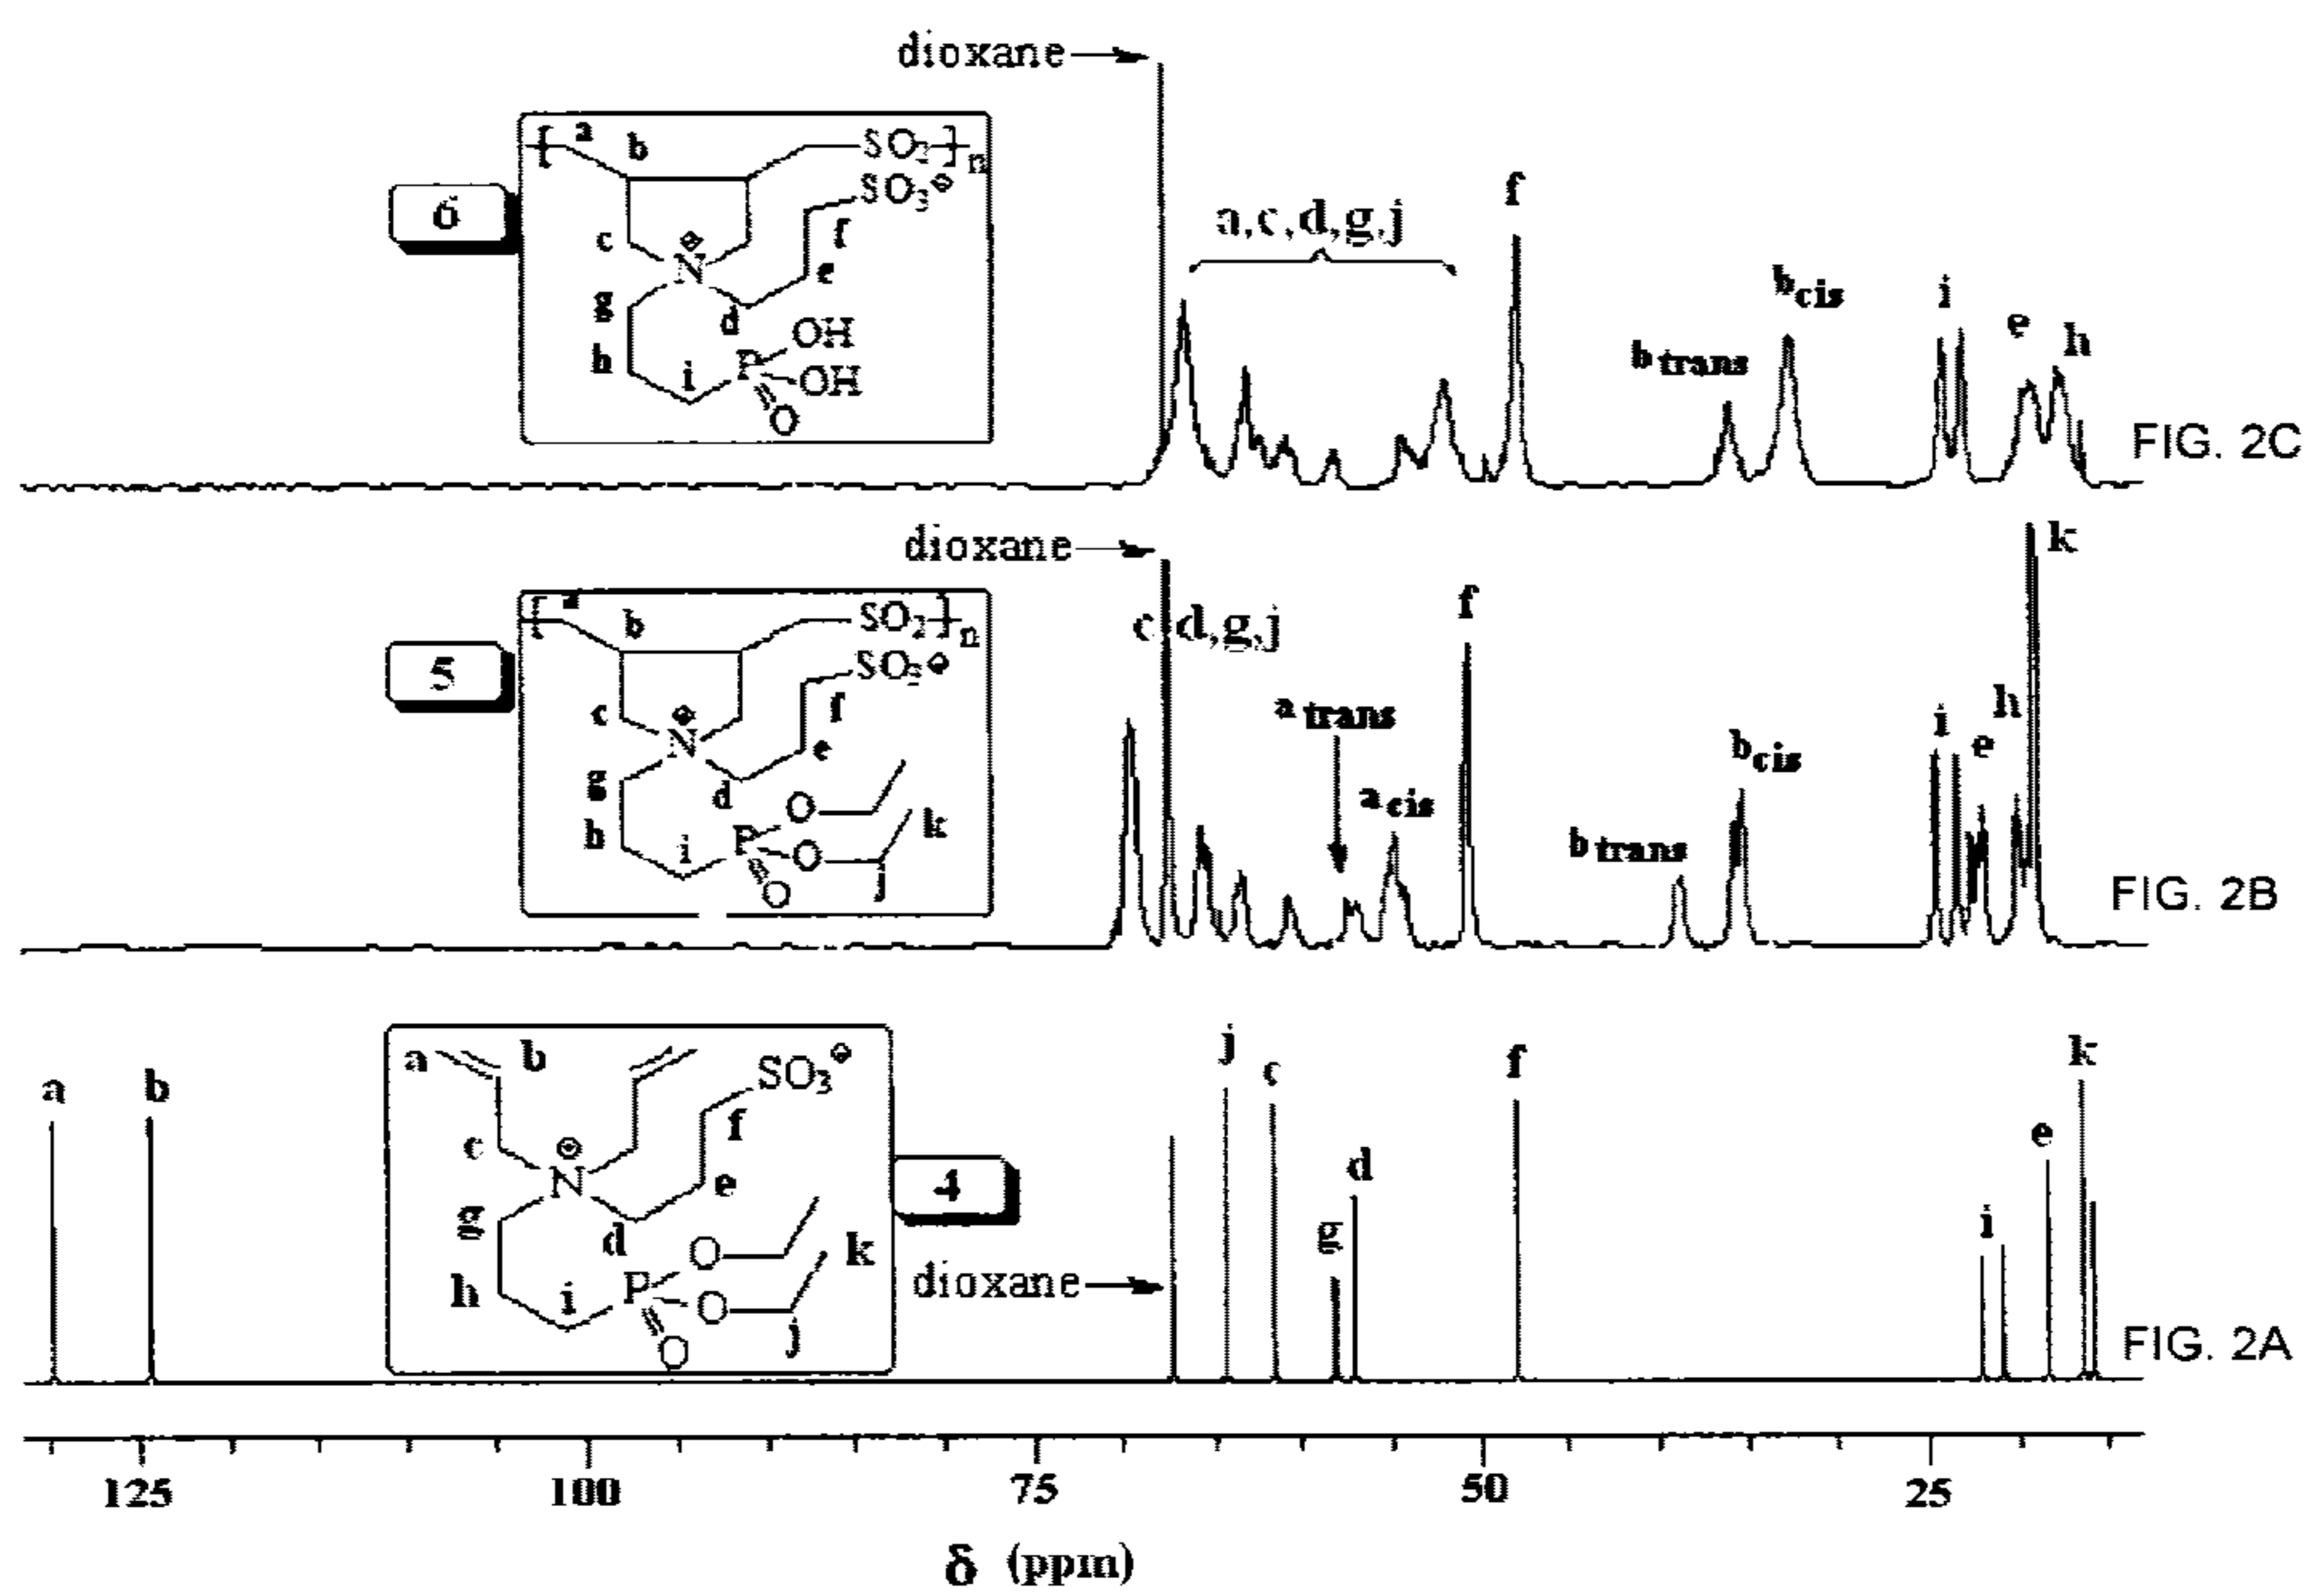 dioxane
a
b
SO2
n
SO3⊖
6
c
N
f
e
g
d
OH
h
P
OH
i
O
a,c,d,g,j
f
b trans
b cis
i
e
h
FIG. 2C
dioxane
a
b
SO2
n
SO3⊖
5
c
N
f
e
g
d
O
h
P
O
k
i
O
j
c, d,g,j
a trans
a cis
f
b trans
b cis
i
e
h
k
FIG. 2B
a
b
a
b
SO3⊖
c
N
f
e
g
d
O
k
h
i
P
O
O
j
4
dioxane
j
c
g
d
f
i
e
k
FIG. 2A
125 100 75 50 25
δ (ppm)